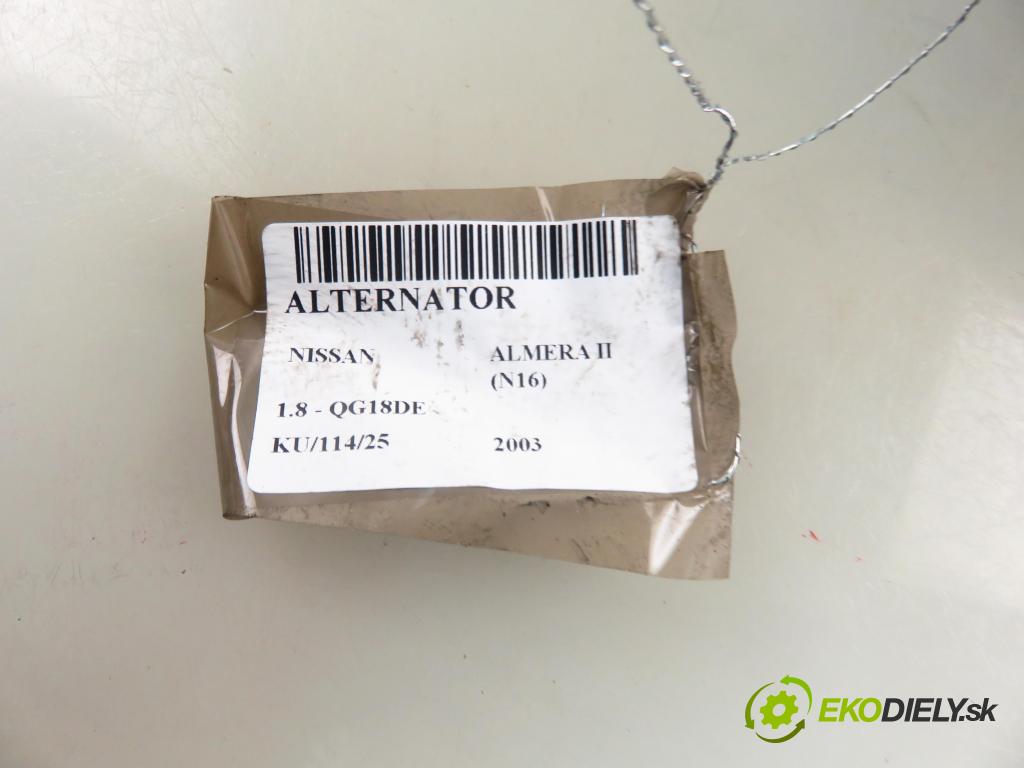 ALTERNATOR
NISSAN ALMERA II
(N16)
1.8 - QG18DE
KU/114/25 2003
EKODIELY.sk